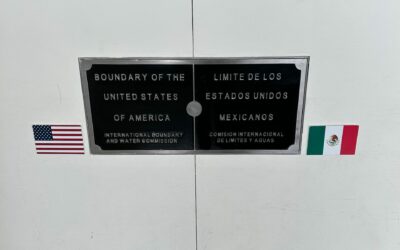 BOUNDARY OF THE
UNITED STATES
OF AMERICA
INTERNATIONAL BOUNDARY
AND WATER COMMISSION
LIMITE DE LOS
ESTADOS UNIDOS
MEXICANOS
COMISION INTERNACIONAL
DE LIMITES Y AGUAS